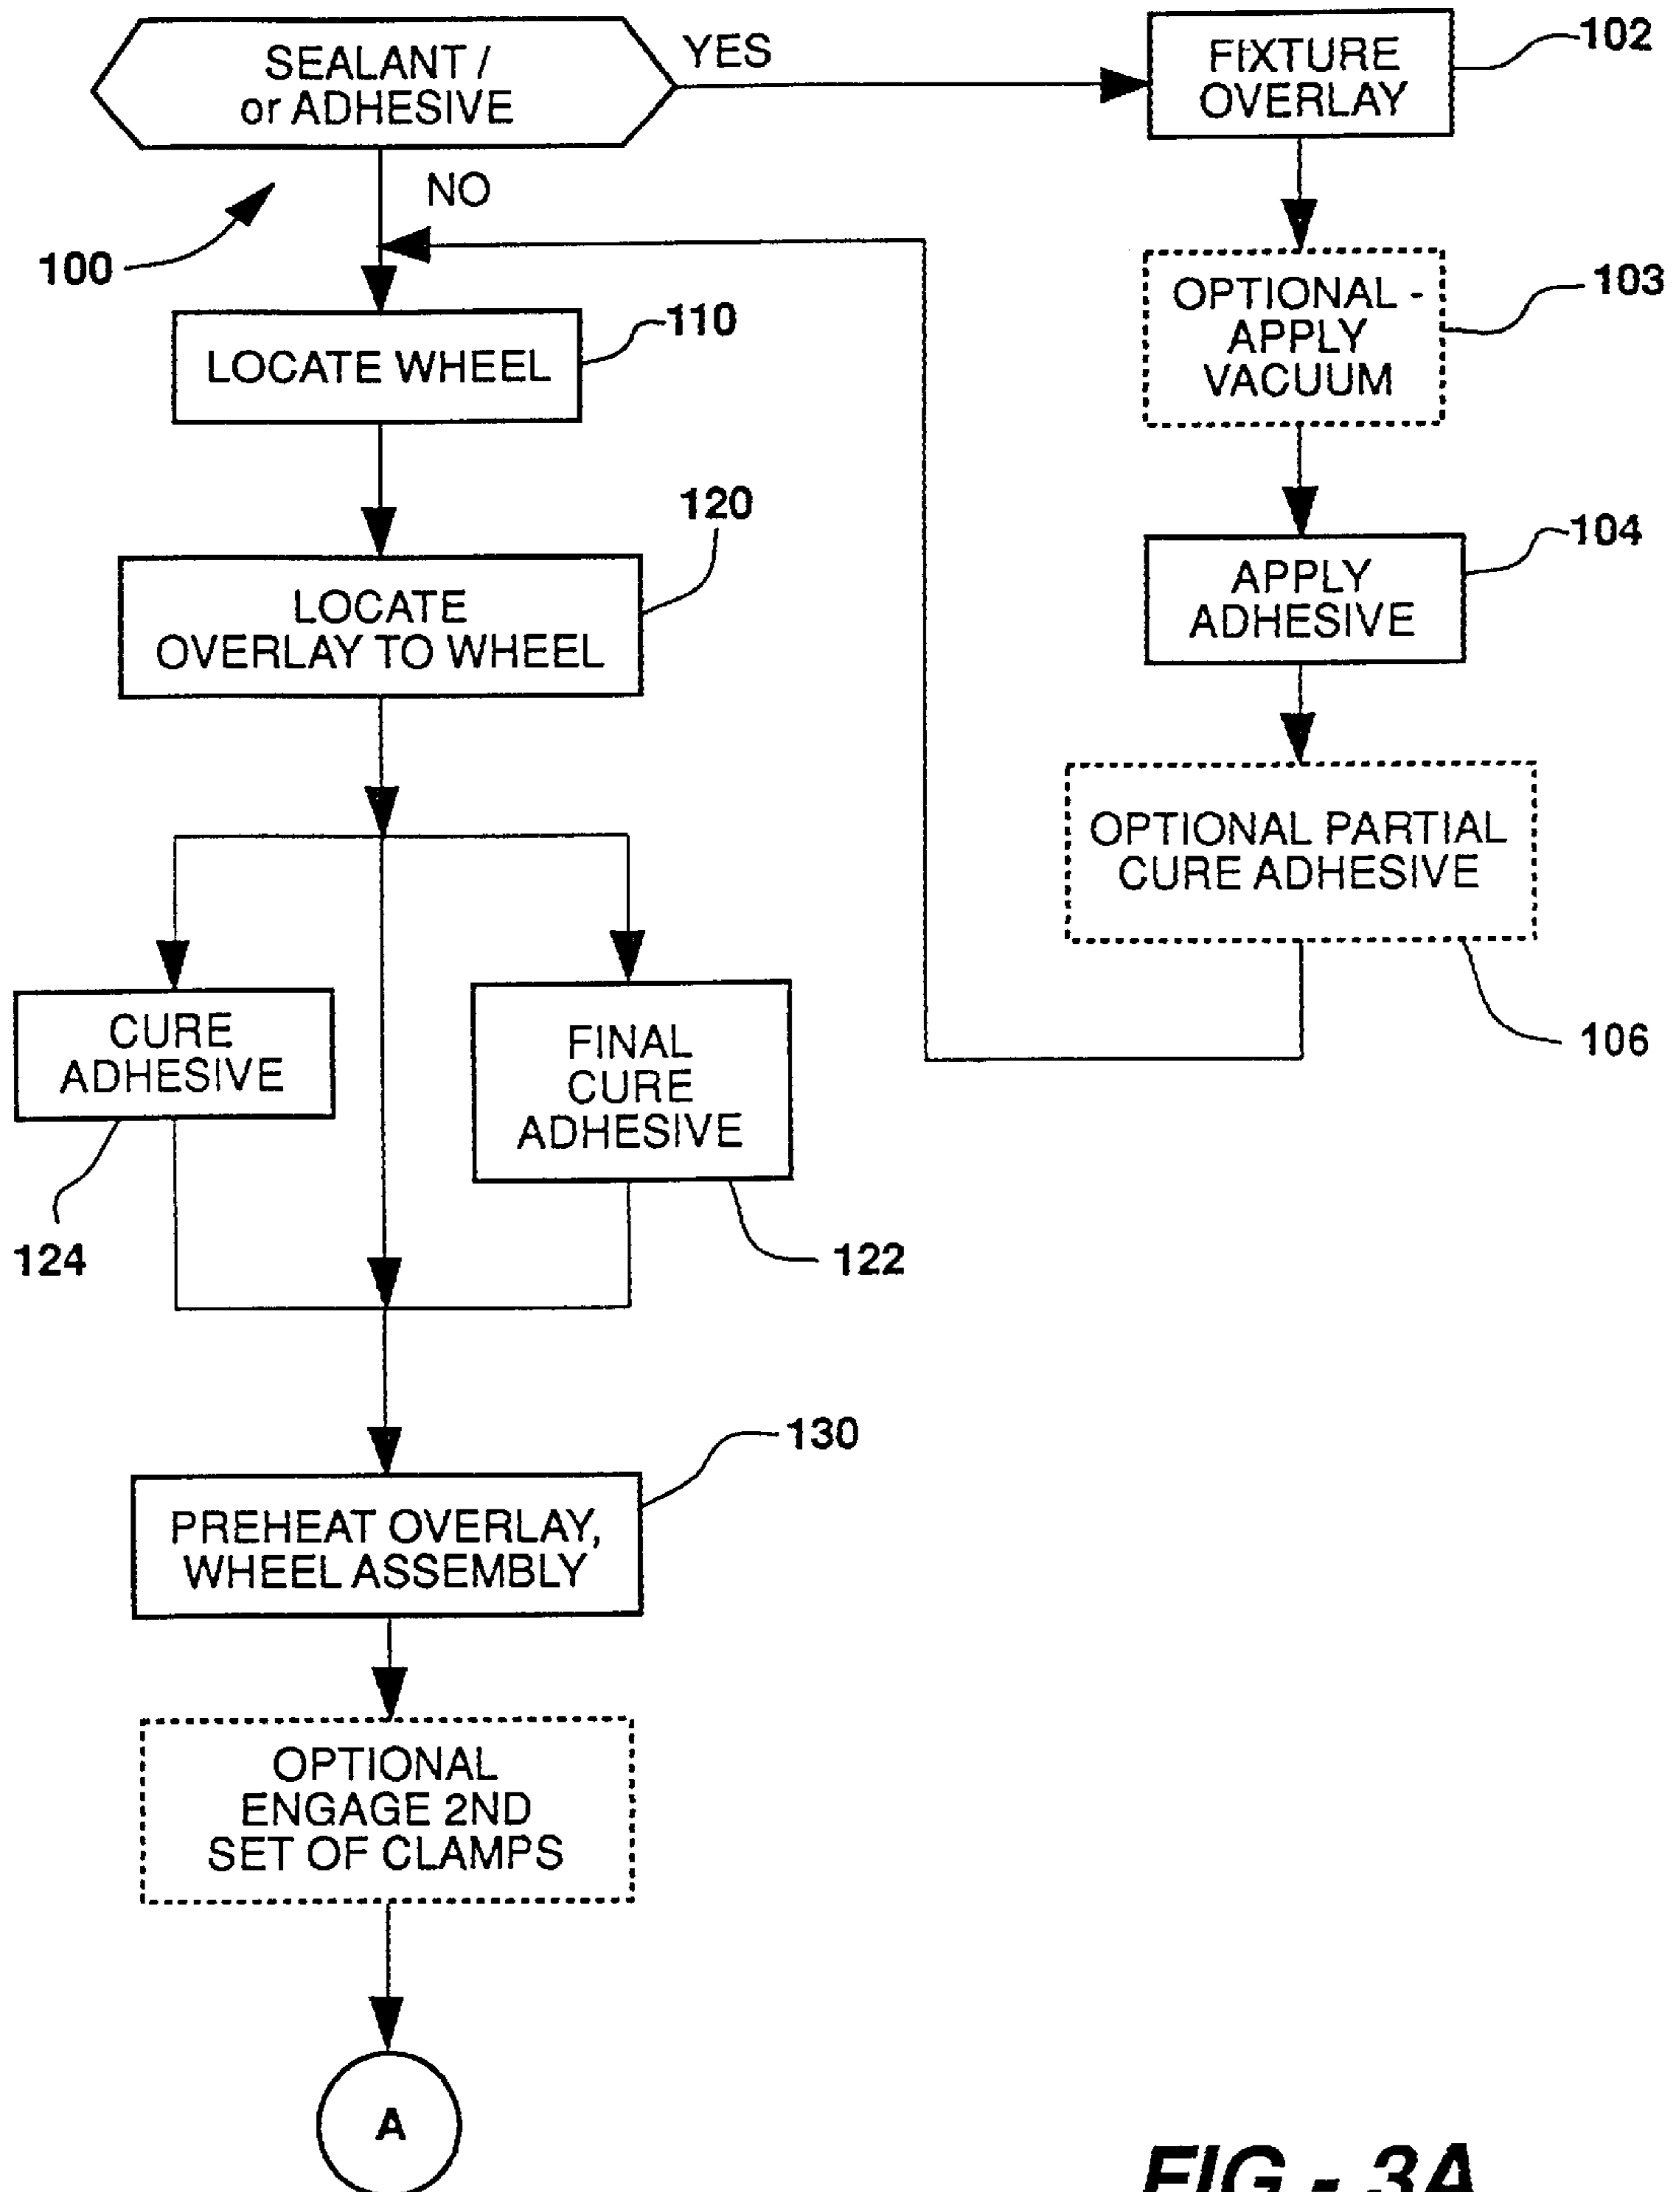 SEALANT /
or ADHESIVE
YES
NO
100
FIXTURE
OVERLAY
102
OPTIONAL -
APPLY
VACUUM
103
APPLY
ADHESIVE
104
OPTIONAL PARTIAL
CURE ADHESIVE
106
LOCATE WHEEL
110
LOCATE
OVERLAY TO WHEEL
120
CURE
ADHESIVE
124
FINAL
CURE
ADHESIVE
122
PREHEAT OVERLAY,
WHEEL ASSEMBLY
130
OPTIONAL
ENGAGE 2ND
SET OF CLAMPS
A
FIG - 3A